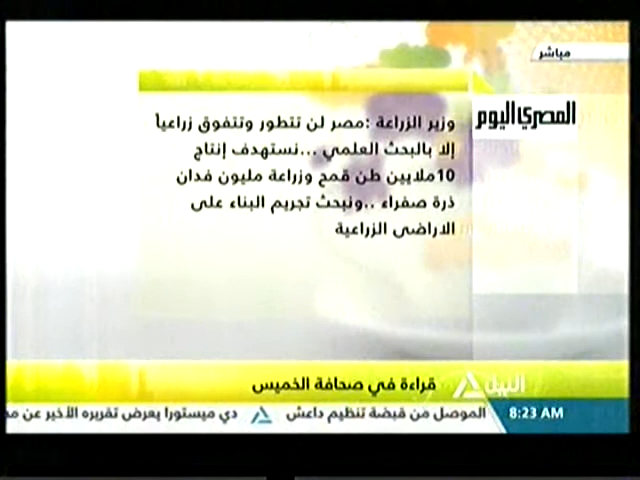 مباشر
المصري اليوم
وزير الزراعة :مصر لن تتطور وتتفوق زراعياً
إلا بالبحث العلمي ...نستهدف إنتاج
10ملايين طن قمح وزراعة مليون فدان
ذرة صفراء ..ونبحث تجريم البناء على
الاراضى الزراعية
النيل
قراءة في صحافة الخميس
8:23 AM
الموصل من قبضة تنظيم داعش
دي ميستورا يعرض تقريره الأخير عن